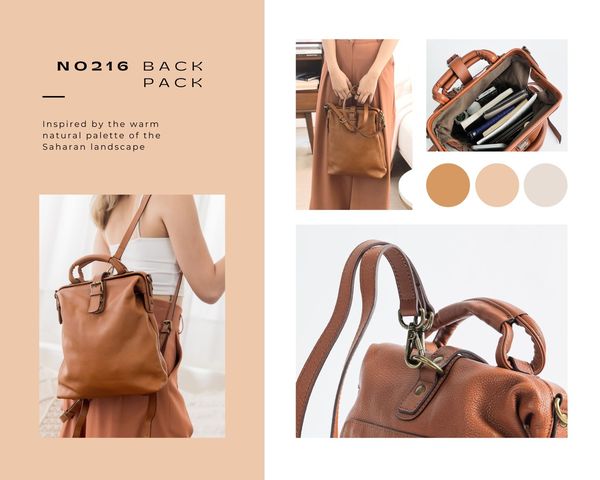 NO216 BACK
PACK
Inspired by the warm
natural palette of the
Saharan landscape